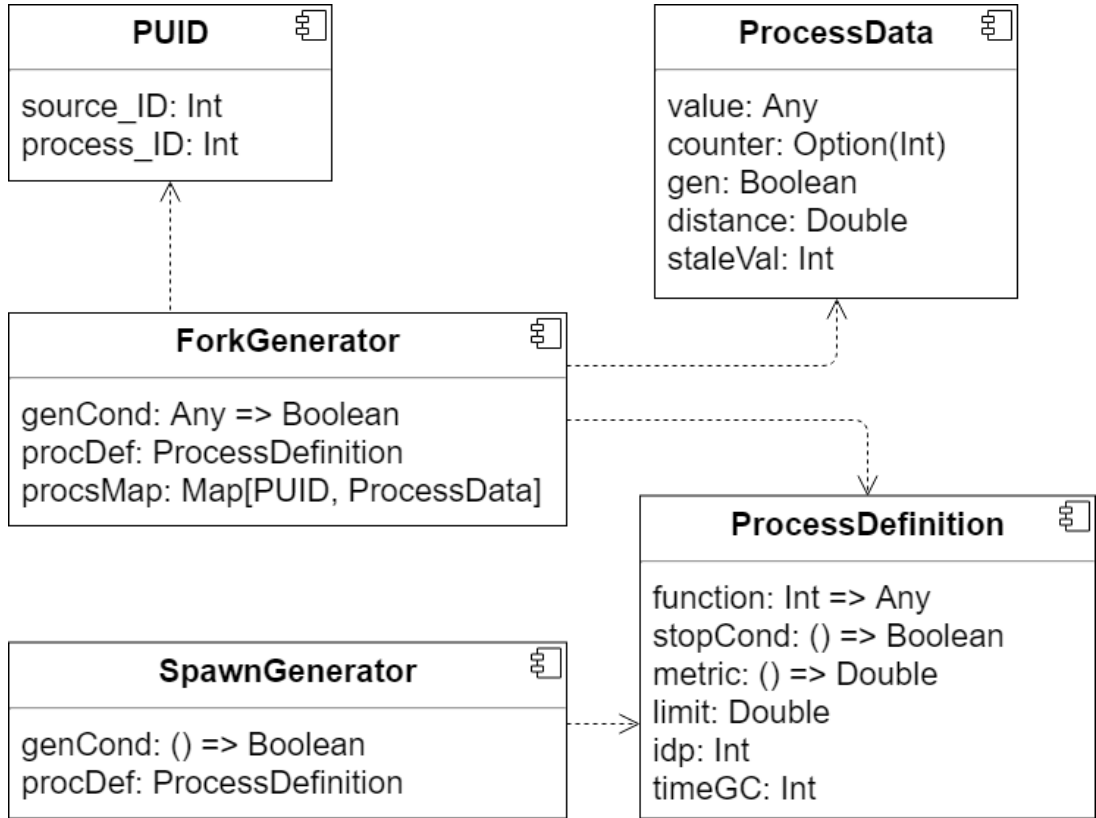 PUID
source_ID: Int
process_ID: Int
ProcessData
value: Any
counter: Option(Int)
gen: Boolean
distance: Double
staleVal: Int
ForkGenerator
genCond: Any => Boolean
procDef: ProcessDefinition
procsMap: Map[PUID, ProcessData]
ProcessDefinition
function: Int => Any
stopCond: () => Boolean
metric: () => Double
limit: Double
idp: Int
timeGC: Int
SpawnGenerator
genCond: () => Boolean
procDef: ProcessDefinition